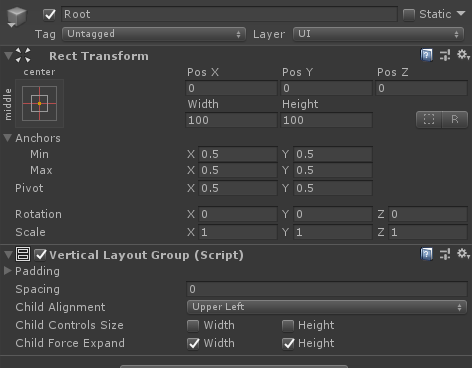 Root Static
Tag Untagged Layer UI
Rect Transform
center
middle
Pos X Pos Y Pos Z
0 0 0
Width Height
100 100 R
Anchors
Min X 0.5 Y 0.5
Max X 0.5 Y 0.5
Pivot X 0.5 Y 0.5
Rotation X 0 Y 0 Z 0
Scale X 1 Y 1 Z 1
Vertical Layout Group (Script)
Padding
Spacing 0
Child Alignment Upper Left
Child Controls Size Width Height
Child Force Expand Width Height